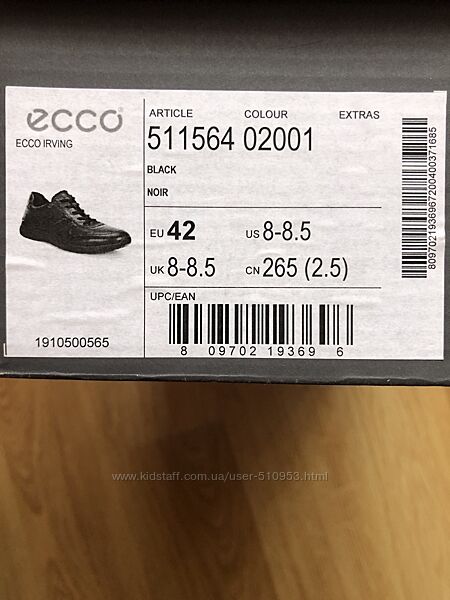 ecco
ECCO IRVING
ARTICLE COLOUR EXTRAS
511564 02001
BLACK
NOIR
EU 42 US 8-8.5
UK 8-8.5 CN 265 (2.5)
UPC/EAN
8 09702 19369 6
1910500565
8097021936967200400371685
www.kidstaff.com.ua/user-510953.html